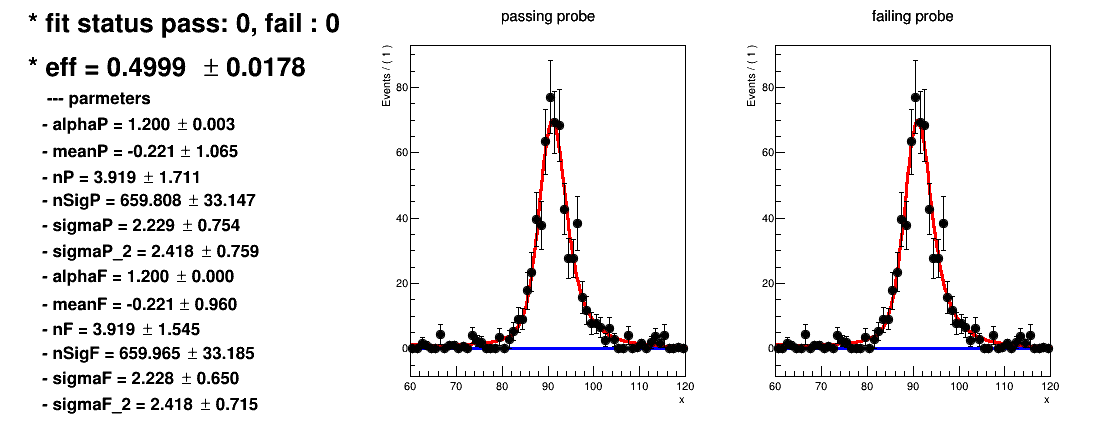 * fit status pass: 0, fail : 0
* eff = 0.4999 ± 0.0178
--- parmeters
- alphaP = 1.200 ± 0.003
- meanP = -0.221 ± 1.065
- nP = 3.919 ± 1.711
- nSigP = 659.808 ± 33.147
- sigmaP = 2.229 ± 0.754
- sigmaP_2 = 2.418 ± 0.759
- alphaF = 1.200 ± 0.000
- meanF = -0.221 ± 0.960
- nF = 3.919 ± 1.545
- nSigF = 659.965 ± 33.185
- sigmaF = 2.228 ± 0.650
- sigmaF_2 = 2.418 ± 0.715
passing probe
Events / ( 1 )
80
60
40
20
0
60 70 80 90 100 110 120
x
failing probe
Events / ( 1 )
80
60
40
20
0
60 70 80 90 100 110 120
x